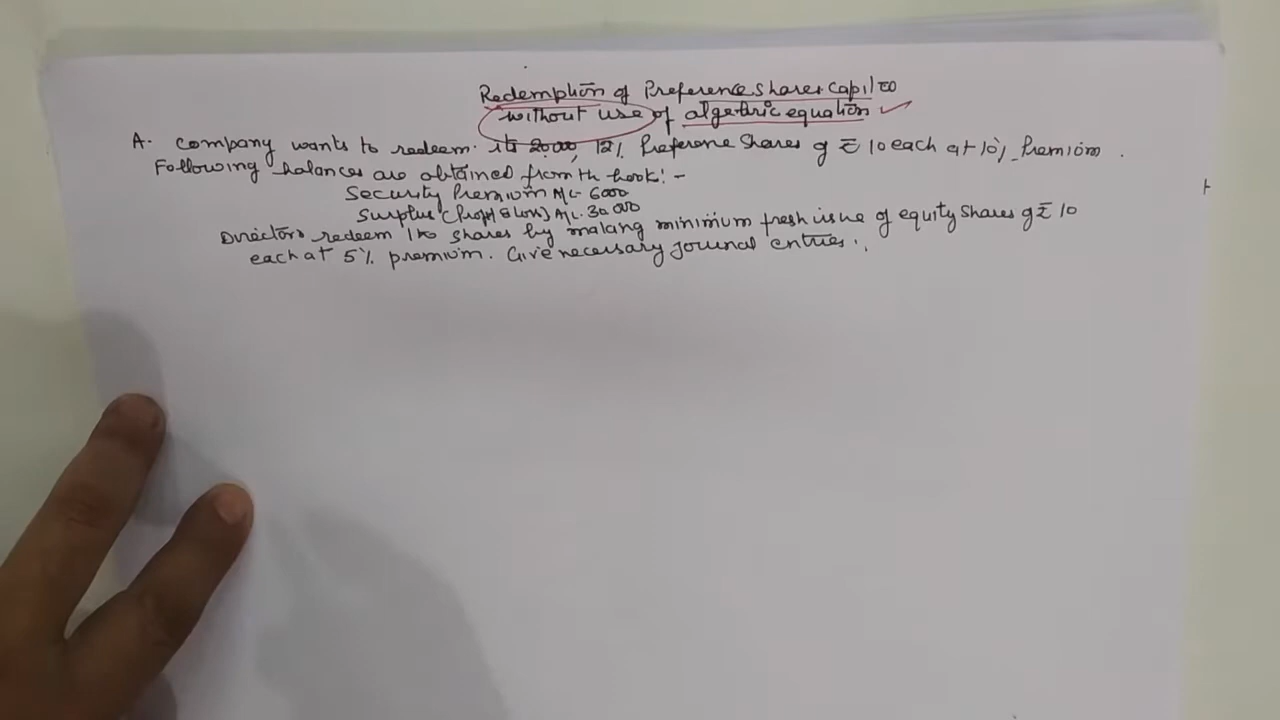 Redemption of Preference shares capital
without use of algebric equation
A. company wants to redeem its 20.00, 12% Preference Shares of ₹ 10 each at 10% Premium.
Following balances are obtained from the book:-
Security Premium A/c- 6000
Surplus (Profit & Loss) A/c. 30000
Directors redeem the shares by making minimum fresh issue of equity shares of ₹ 10
each at 5% premium. Give necessary journal entries.